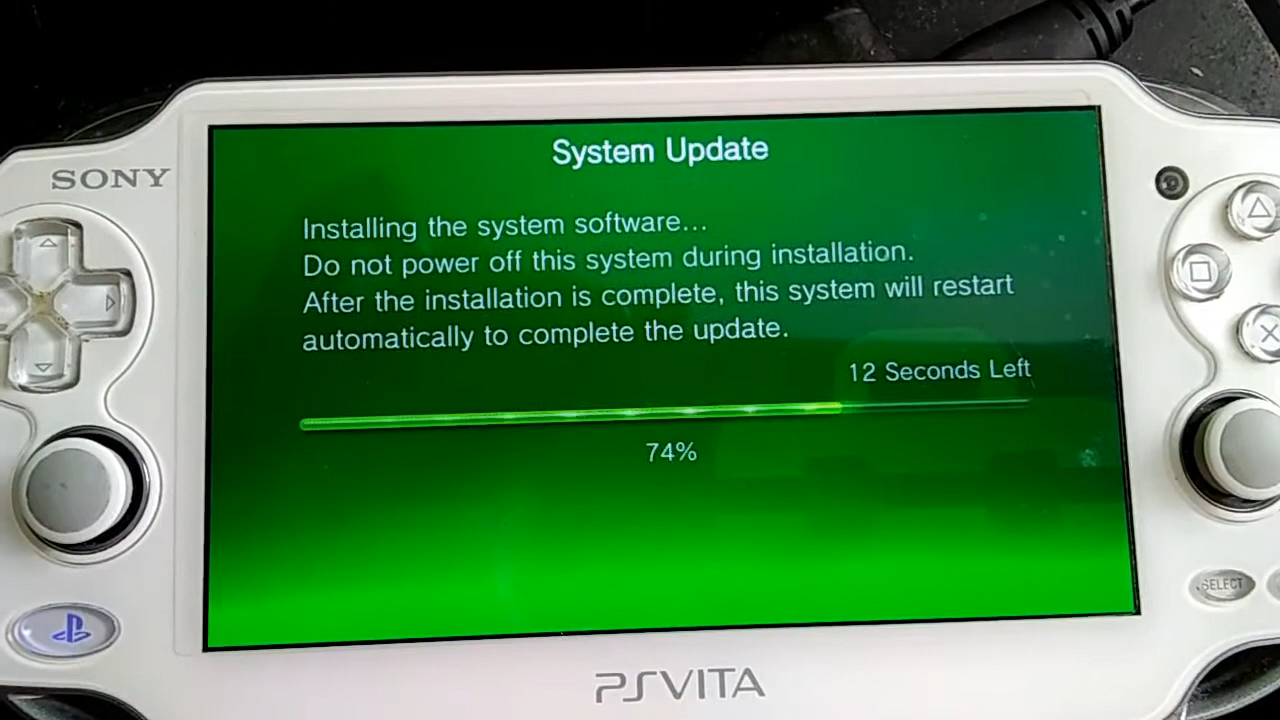 System Update
SONY
Installing the system software...
Do not power off this system during installation.
After the installation is complete, this system will restart
automatically to complete the update.
12 Seconds Left
74%
SELECT
PSVITA